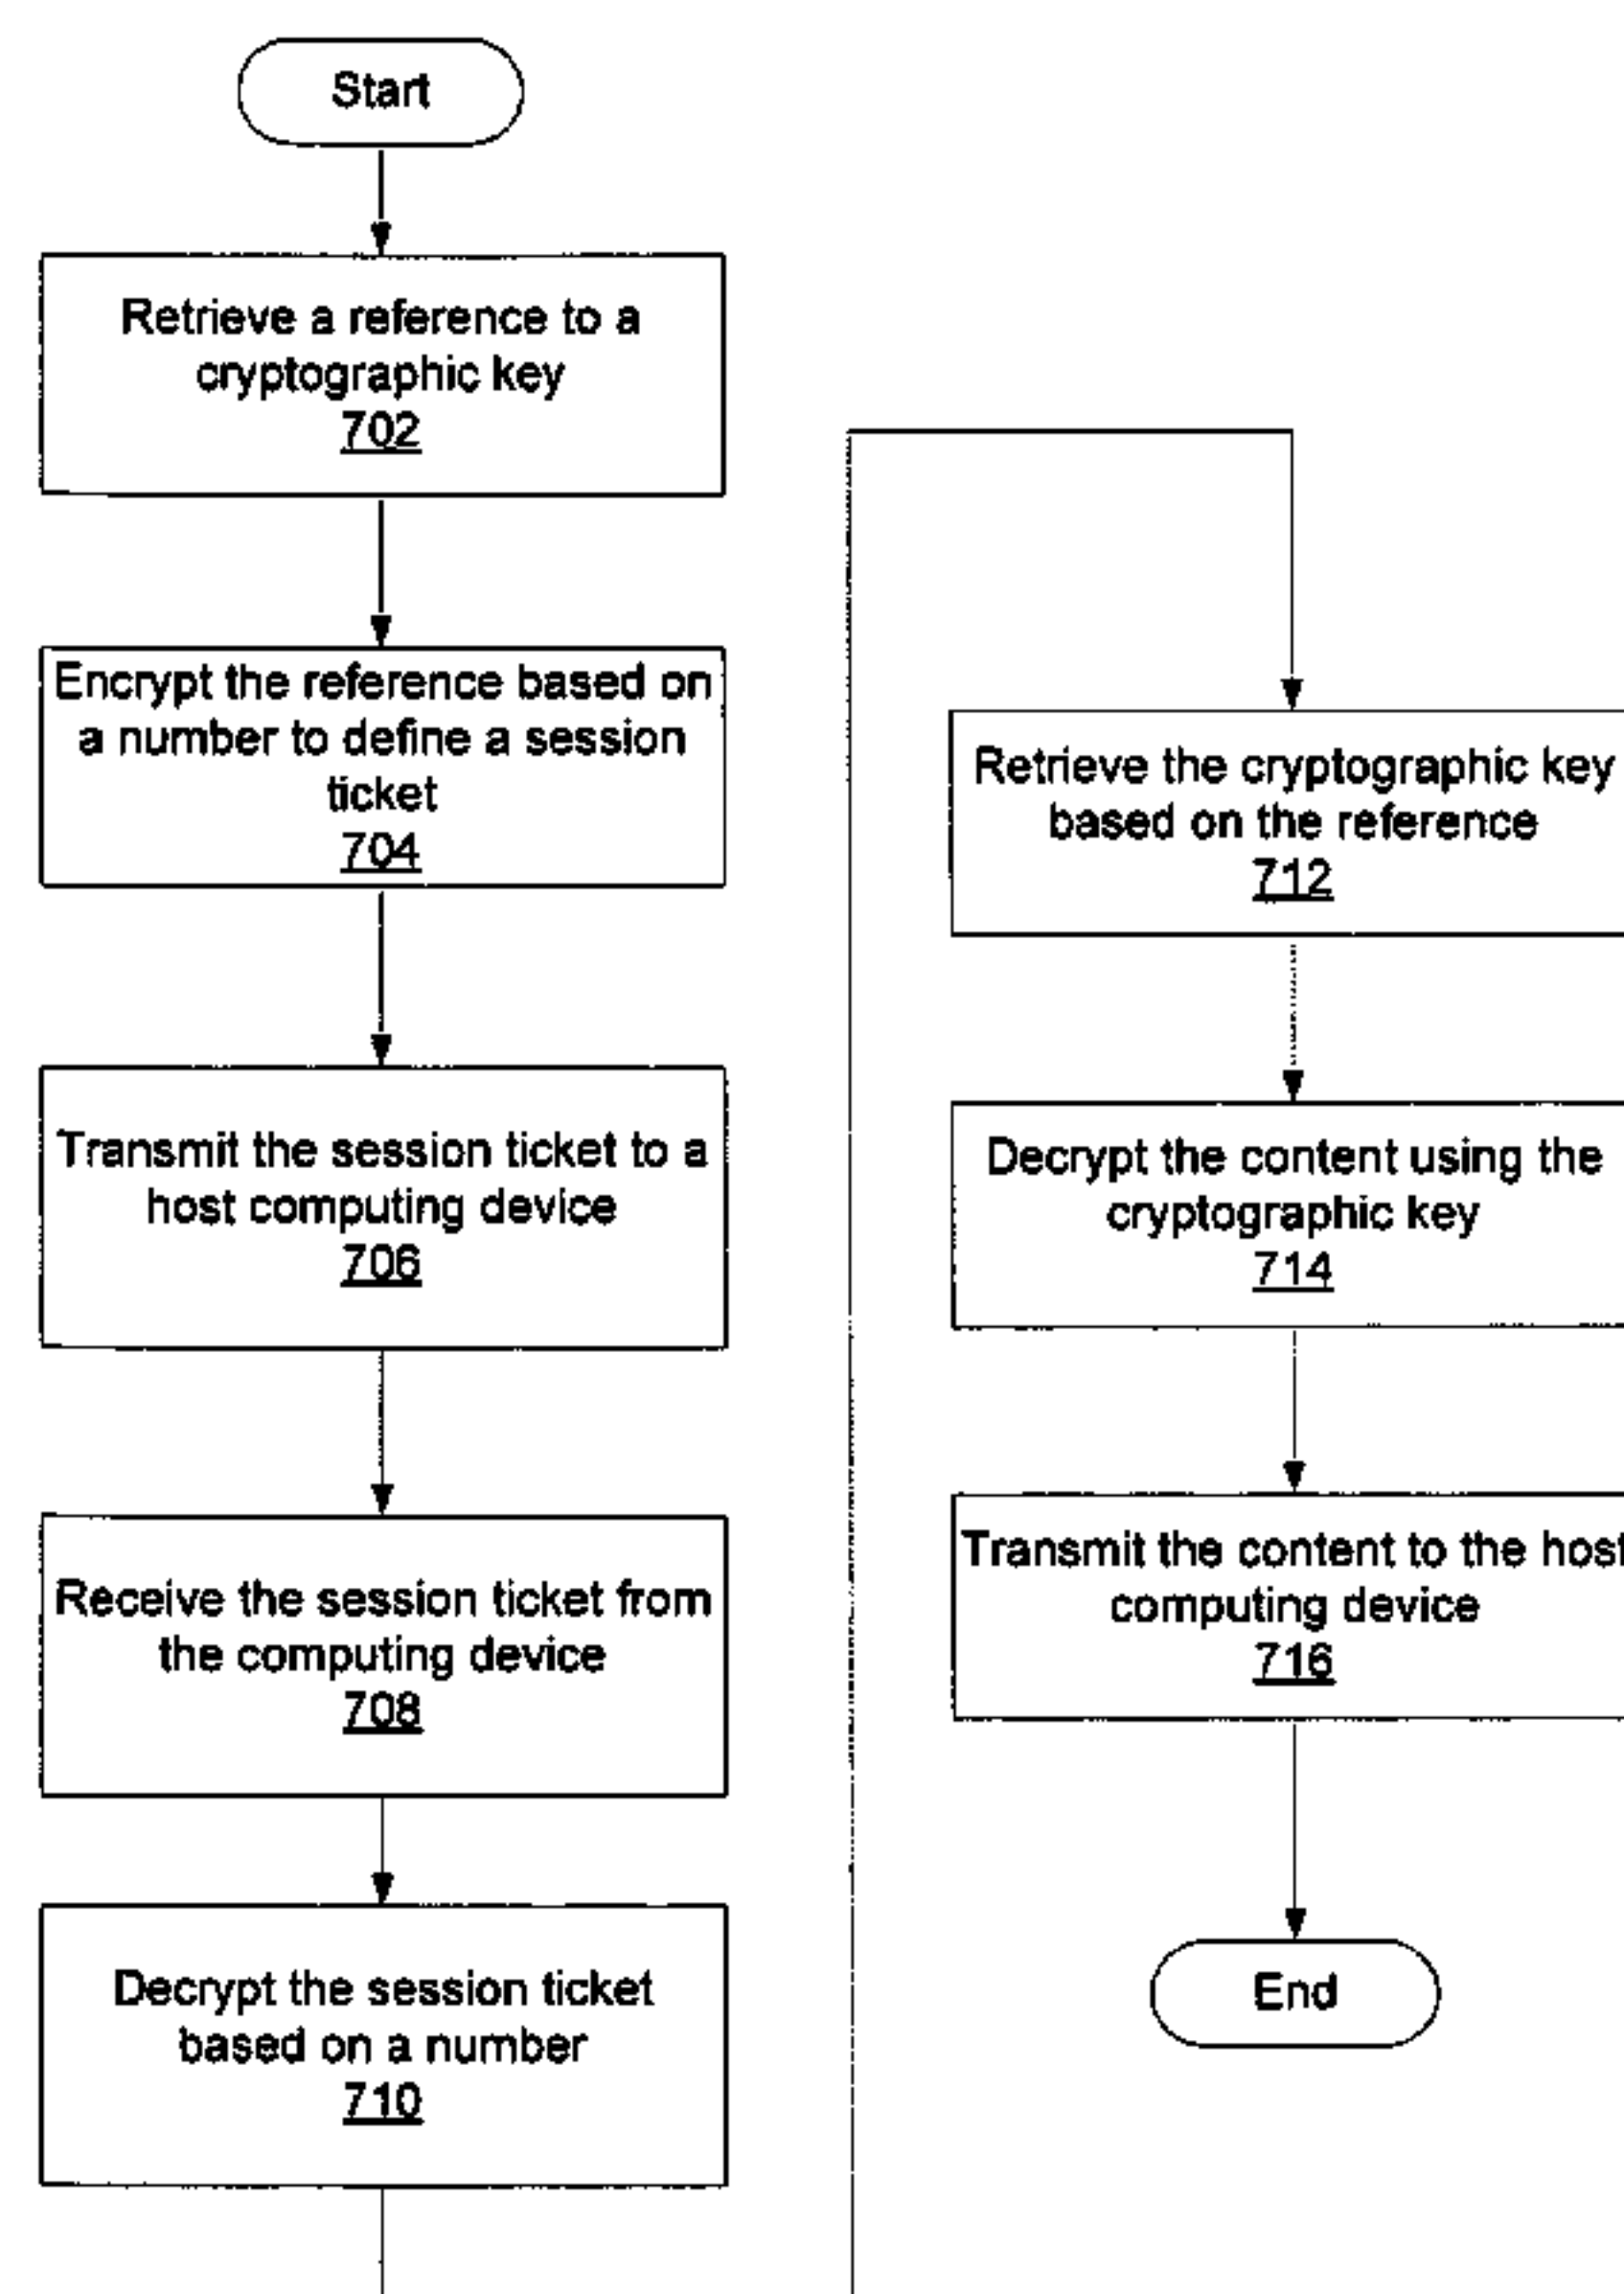 Start
Retrieve a reference to a
cryptographic key
702
Encrypt the reference based on
a number to define a session
ticket
704
Transmit the session ticket to a
host computing device
706
Receive the session ticket from
the computing device
708
Decrypt the session ticket
based on a number
710
Retrieve the cryptographic key
based on the reference
712
Decrypt the content using the
cryptographic key
714
Transmit the content to the host
computing device
716
End